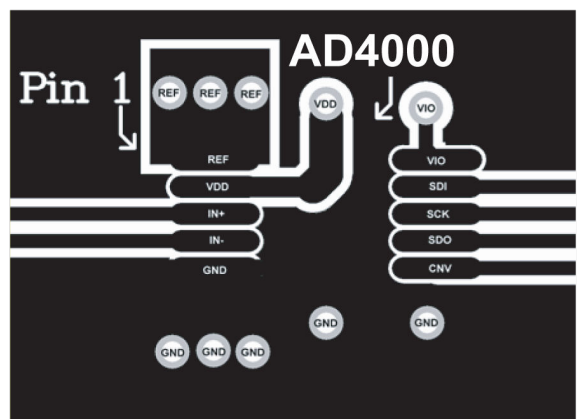 AD4000
Pin 1
REF REF REF
VDD
VIO
REF
VDD
IN+
IN-
GND
VIO
SDI
SCK
SDO
CNV
GND
GND
GND GND GND